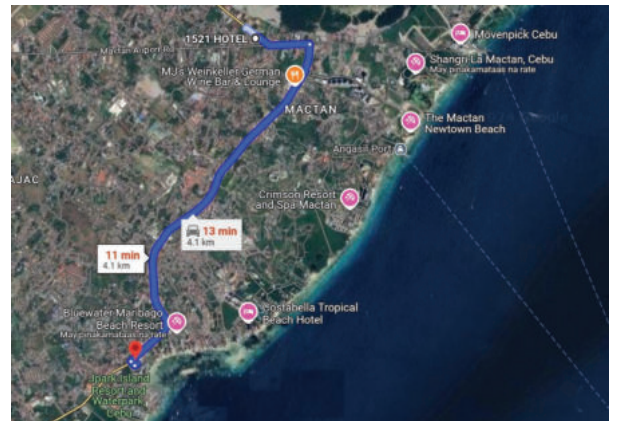 Movenpick Cebu
1521 HOTEL
Mactan Airport Rd
Shangri-La Mactan, Cebu
May pinakamataas na rate
MJ's Weinkeller German
Wine Bar & Lounge
MACTAN
The Mactan
Newtown Beach
Angasil Port
AJAC
Crimson Resort
and Spa Mactan
13 min
4.1 km
11 min
4.1 km
Bluewater Maribago
Beach Resort
May pinakamataas na rate
Costabella Tropical
Beach Hotel
Jpark Island
Resort and
Waterpark
Cebu